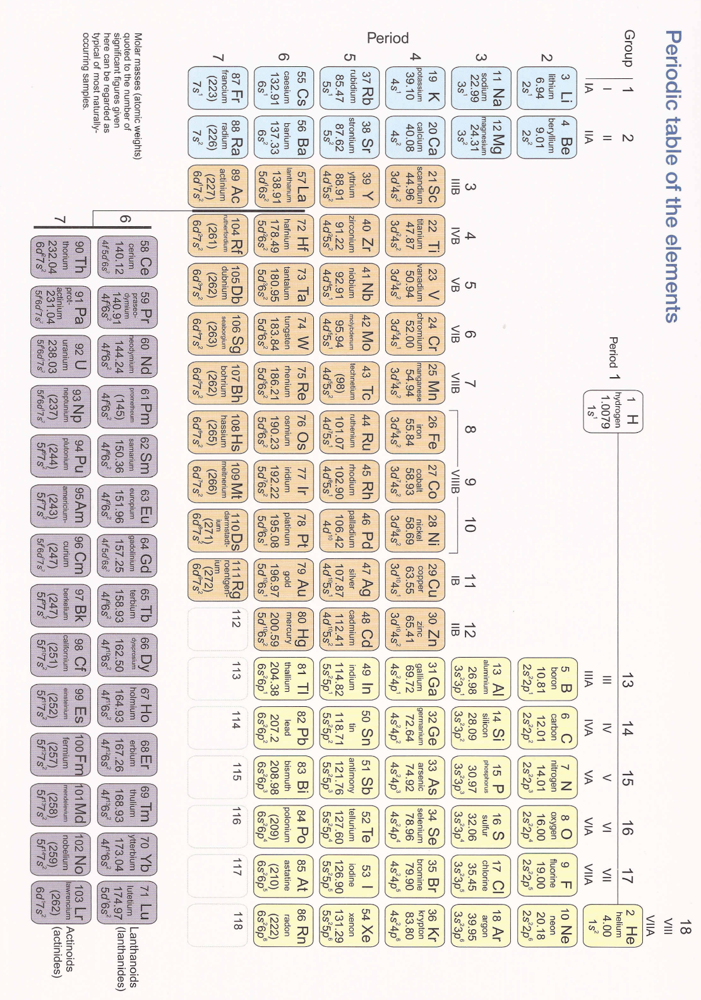 Periodic table of the elements
18
VIII
VIIA
Group 1 2 13 14 15 16 17
I II III IV V VI VII
IA IIA IIIA IVA VA VIA VIIA
Period 1
1 H 2 He
hydrogen helium
1.0079 4.00
1s¹ 1s²
2
3 Li 4 Be 5 B 6 C 7 N 8 O 9 F 10 Ne
lithium beryllium boron carbon nitrogen oxygen fluorine neon
6.94 9.01 10.81 12.01 14.01 16.00 19.00 20.18
2s¹ 2s² 2s²2p¹ 2s²2p² 2s²2p³ 2s²2p⁴ 2s²2p⁵ 2s²2p⁶
3
11 Na 12 Mg 13 Al 14 Si 15 P 16 S 17 Cl 18 Ar
sodium magnesium aluminium silicon phosphorus sulfur chlorine argon
22.99 24.31 26.98 28.09 30.97 32.06 35.45 39.95
3s¹ 3s² 3s²3p¹ 3s²3p² 3s²3p³ 3s²3p⁴ 3s²3p⁵ 3s²3p⁶
3 4 5 6 7 8 9 10 11 12
IIIB IVB VB VIB VIIB VIIIB IB IIB
Period
4
19 K 20 Ca 21 Sc 22 Ti 23 V 24 Cr 25 Mn 26 Fe 27 Co 28 Ni 29 Cu 30 Zn 31 Ga 32 Ge 33 As 34 Se 35 Br 36 Kr
potassium calcium scandium titanium vanadium chromium manganese iron cobalt nickel copper zinc gallium germanium arsenic selenium bromine krypton
39.10 40.08 44.96 47.87 50.94 52.00 54.94 55.84 58.93 58.69 63.55 65.41 69.72 72.64 74.92 78.96 79.90 83.80
4s¹ 4s² 3d¹4s² 3d²4s² 3d³4s² 3d⁵4s¹ 3d⁵4s² 3d⁶4s² 3d⁷4s² 3d⁸4s² 3d¹⁰4s¹ 3d¹⁰4s² 4s²4p¹ 4s²4p² 4s²4p³ 4s²4p⁴ 4s²4p⁵ 4s²4p⁶
5
37 Rb 38 Sr 39 Y 40 Zr 41 Nb 42 Mo 43 Tc 44 Ru 45 Rh 46 Pd 47 Ag 48 Cd 49 In 50 Sn 51 Sb 52 Te 53 I 54 Xe
rubidium strontium yttrium zirconium niobium molybdenum technetium ruthenium rhodium palladium silver cadmium indium tin antimony tellurium iodine xenon
85.47 87.62 88.91 91.22 92.91 95.94 (98) 101.07 102.90 106.42 107.87 112.41 114.82 118.71 121.76 127.60 126.90 131.29
5s¹ 5s² 4d¹5s² 4d²5s² 4d⁴5s¹ 4d⁵5s¹ 4d⁵5s² 4d⁷5s¹ 4d⁸5s¹ 4d¹⁰ 4d¹⁰5s¹ 4d¹⁰5s² 5s²5p¹ 5s²5p² 5s²5p³ 5s²5p⁴ 5s²5p⁵ 5s²5p⁶
6
55 Cs 56 Ba 57 La 72 Hf 73 Ta 74 W 75 Re 76 Os 77 Ir 78 Pt 79 Au 80 Hg 81 Tl 82 Pb 83 Bi 84 Po 85 At 86 Rn
caesium barium lanthanum hafnium tantalum tungsten rhenium osmium iridium platinum gold mercury thallium lead bismuth polonium astatine radon
132.91 137.33 138.91 178.49 180.95 183.84 186.21 190.23 192.22 195.08 196.97 200.59 204.38 207.2 208.98 (209) (210) (222)
6s¹ 6s² 5d¹6s² 5d²6s² 5d³6s² 5d⁴6s² 5d⁵6s² 5d⁶6s² 5d⁷6s² 5d⁹6s¹ 5d¹⁰6s¹ 5d¹⁰6s² 6s²6p¹ 6s²6p² 6s²6p³ 6s²6p⁴ 6s²6p⁵ 6s²6p⁶
7
87 Fr 88 Ra 89 Ac 104 Rf 105 Db 106 Sg 107 Bh 108 Hs 109 Mt 110 Ds 111 Rg 112 113 114 115 116 117 118
francium radium actinium rutherfordium dubnium seaborgium bohrium hassium meitnerium darmstadt-ium roentgen-ium
(223) (226) (227) (261) (262) (263) (262) (265) (266) (271) (272)
7s¹ 7s² 6d¹7s² 6d²7s² 6d³7s² 6d⁴7s² 6d⁵7s² 6d⁶7s² 6d⁷7s² 6d⁸7s² 6d⁹7s²
Molar masses (atomic weights)
quoted to the number of
significant figures given
here can be regarded as
typical of most naturally-
occurring samples.
6
58 Ce 59 Pr 60 Nd 61 Pm 62 Sm 63 Eu 64 Gd 65 Tb 66 Dy 67 Ho 68 Er 69 Tm 70 Yb 71 Lu
cerium praseo-dymium neodymium prometheum samarium europium gadolinium terbium dysprosium holmium erbium thulium ytterbium lutetium
140.12 140.91 144.24 (145) 150.36 151.96 157.25 158.93 162.50 164.93 167.26 168.93 173.04 174.97
4f¹5d¹6s² 4f³6s² 4f⁴6s² 4f⁵6s² 4f⁶6s² 4f⁷6s² 4f⁷5d¹6s² 4f⁹6s² 4f¹⁰6s² 4f¹¹6s² 4f¹²6s² 4f¹³6s² 4f¹⁴6s² 5d¹6s²
Lanthanoids
(lanthanides)
7
90 Th 91 Pa 92 U 93 Np 94 Pu 95 Am 96 Cm 97 Bk 98 Cf 99 Es 100 Fm 101 Md 102 No 103 Lr
thorium prot-actinium uranium neptunium plutonium americium- curium berkelium californium einsteinium fermium mendelevium nobelium lawrencium
232.04 231.04 238.03 (237) (244) (243) (247) (247) (251) (252) (257) (258) (259) (262)
6d²7s² 5f²6d¹7s² 5f³6d¹7s² 5f⁴6d¹7s² 5f⁶7s² 5f⁷7s² 5f⁷6d¹7s² 5f⁹7s² 5f¹⁰7s² 5f¹¹7s² 5f¹²7s² 5f¹³7s² 5f¹⁴7s² 6d¹7s²
Actinoids
(actinides)